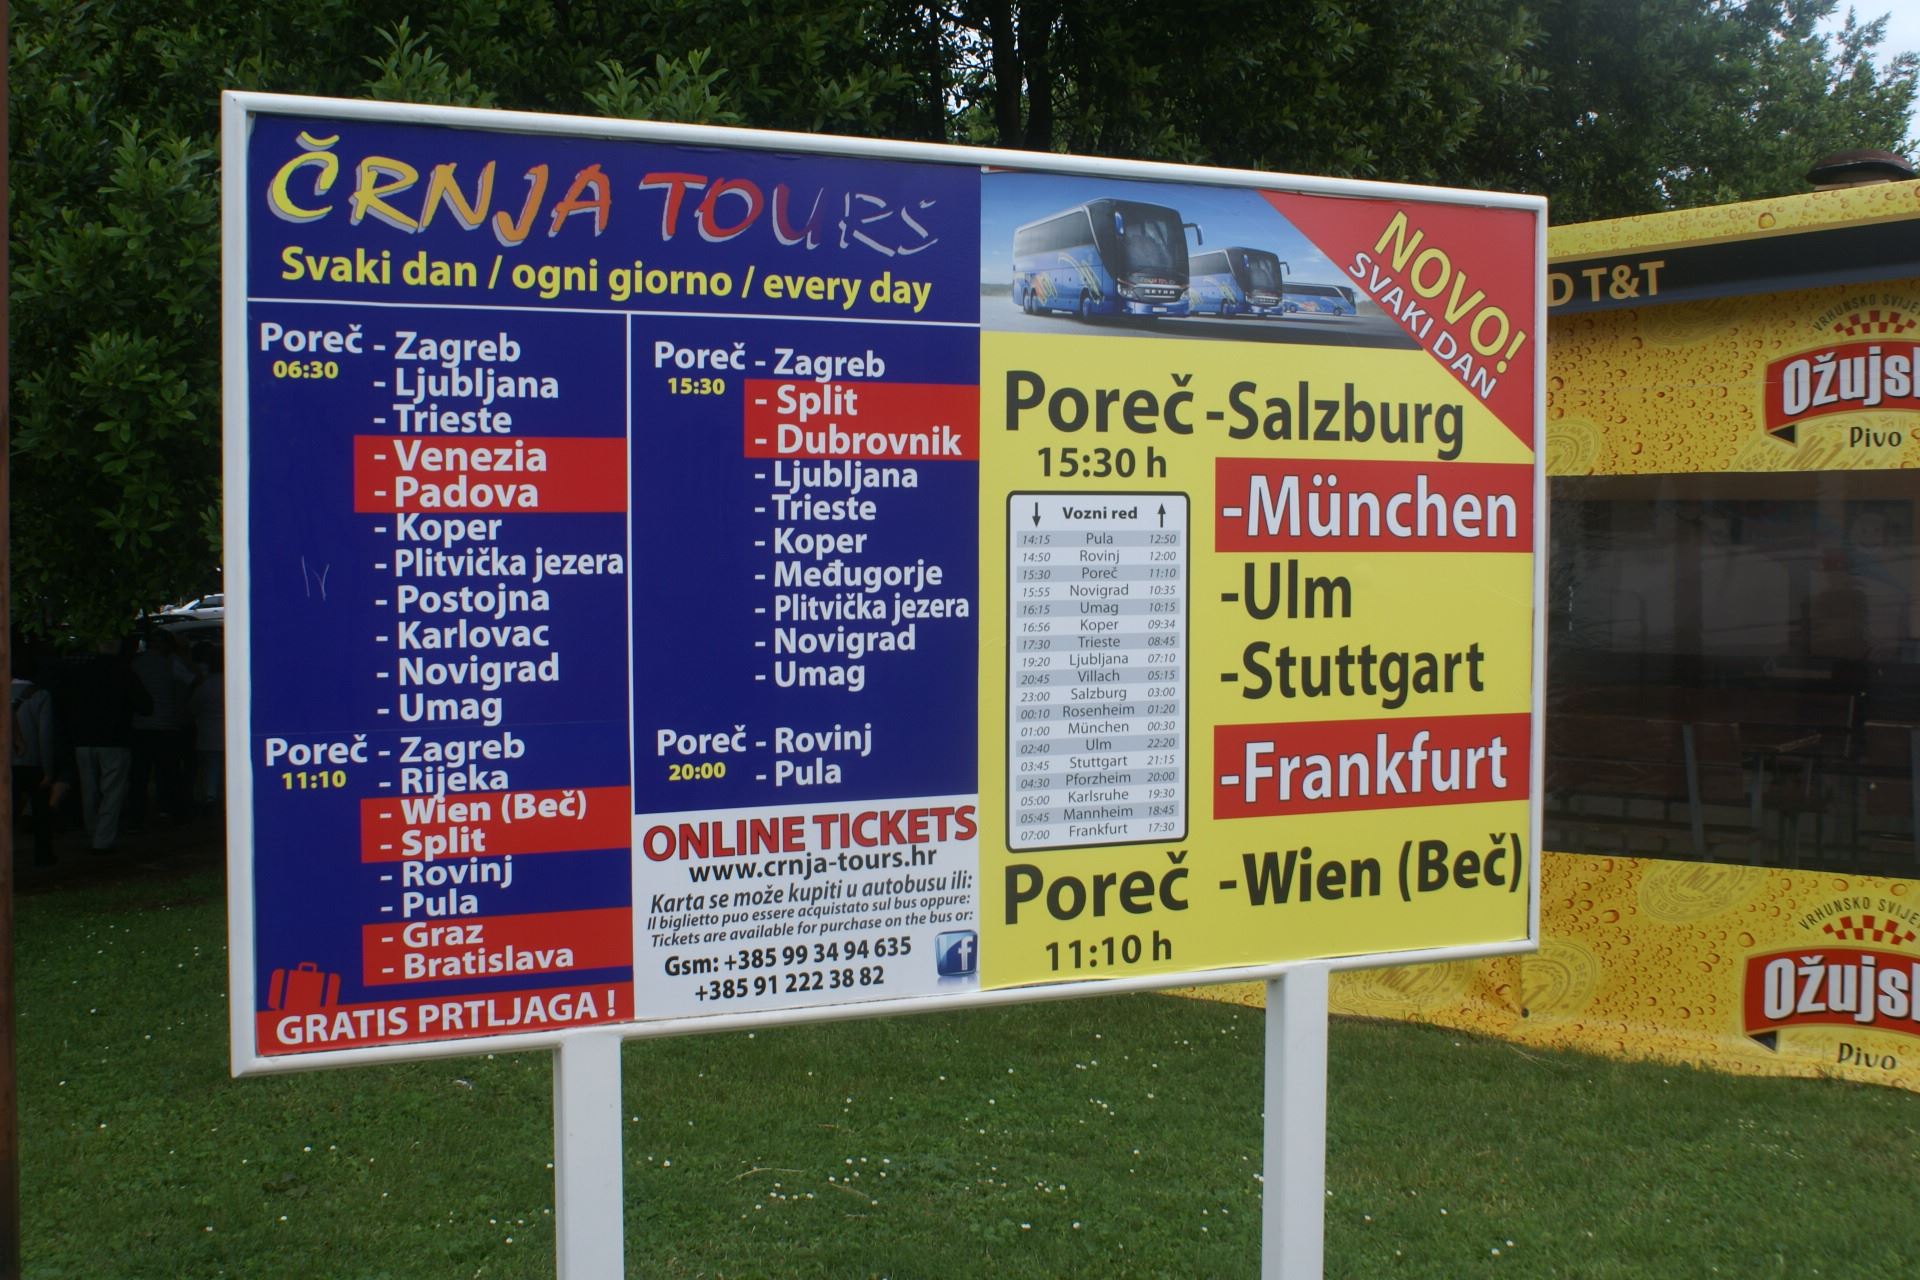 ČRNJA TOURS
Svaki dan / ogni giorno / every day
Poreč - Zagreb
06:30
- Ljubljana
- Trieste
- Venezia
- Padova
- Koper
- Plitvička jezera
- Postojna
- Karlovac
- Novigrad
- Umag
Poreč - Zagreb
11:10
- Rijeka
- Wien (Beč)
- Split
- Rovinj
- Pula
- Graz
- Bratislava
GRATIS PRTLJAGA !
Poreč - Zagreb
15:30
- Split
- Dubrovnik
- Ljubljana
- Trieste
- Koper
- Međugorje
- Plitvička jezera
- Novigrad
- Umag
Poreč - Rovinj
20:00
- Pula
ONLINE TICKETS
www.crnja-tours.hr
Karta se može kupiti u autobusu ili:
Il biglietto puo essere acquistato sul bus oppure:
Tickets are available for purchase on the bus or:
Gsm: +385 99 34 94 635
+385 91 222 38 82
f
NOVO!
SVAKI DAN
Poreč - Salzburg
15:30 h
-München
-Ulm
-Stuttgart
-Frankfurt
↓ Vozni red ↑
14:15 Pula 12:50
14:50 Rovinj 12:00
15:30 Poreč 11:10
15:55 Novigrad 10:35
16:15 Umag 10:15
16:56 Koper 09:34
17:30 Trieste 08:45
19:20 Ljubljana 07:10
20:45 Villach 05:15
23:00 Salzburg 03:00
00:10 Rosenheim 01:20
01:00 München 00:30
02:40 Ulm 22:20
03:45 Stuttgart 21:15
04:30 Pforzheim 20:00
05:00 Karlsruhe 19:30
05:45 Mannheim 18:45
07:00 Frankfurt 17:30
Poreč - Wien (Beč)
11:10 h
D T&T
VRHUNSKO SVIJE
Ožujs
Pivo
VRHUNSKO SVIJE
Ožujs
Pivo